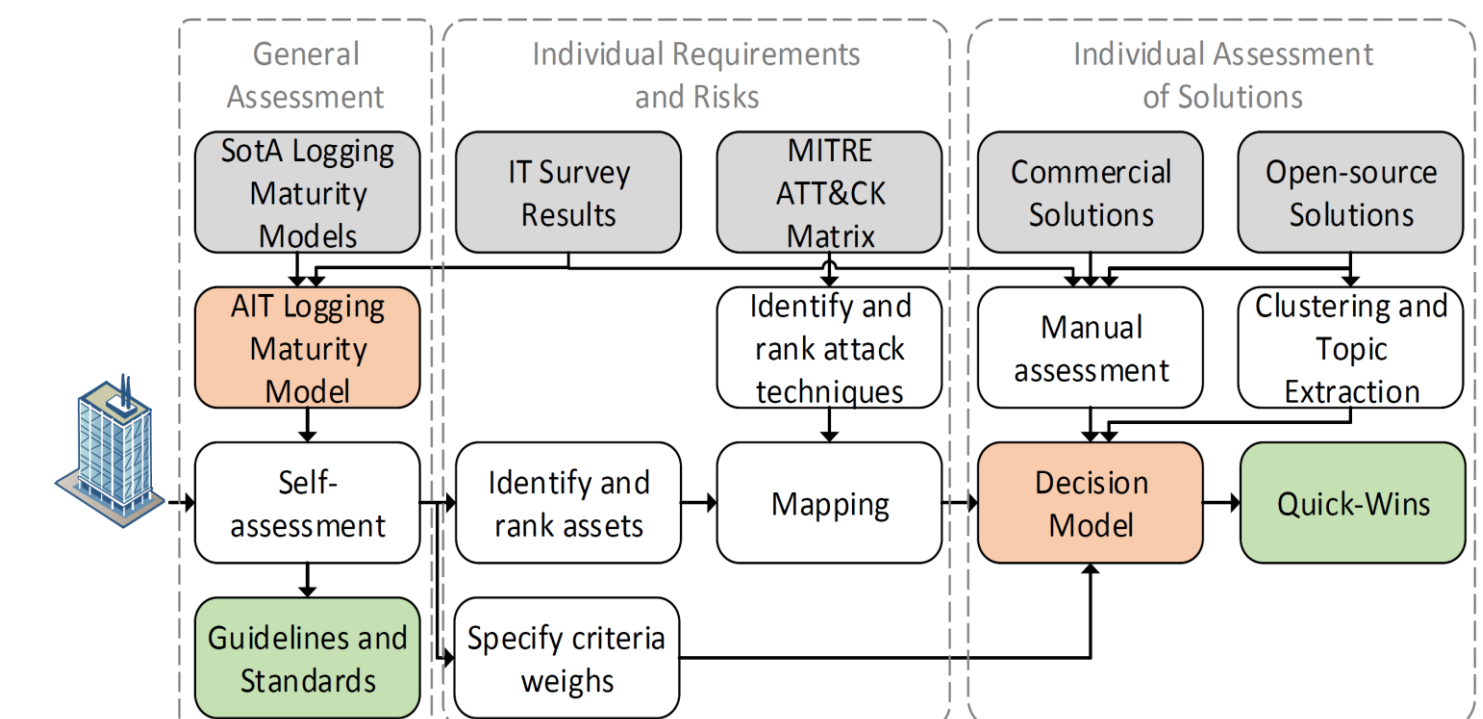 General
Assessment
Individual Requirements
and Risks
Individual Assessment
of Solutions
SotA Logging
Maturity
Models
IT Survey
Results
MITRE
ATT&CK
Matrix
Commercial
Solutions
Open-source
Solutions
AIT Logging
Maturity
Model
Identify and
rank attack
techniques
Manual
assessment
Clustering and
Topic
Extraction
Self-
assessment
Identify and
rank assets
Mapping
Decision
Model
Quick-Wins
Guidelines and
Standards
Specify criteria
weighs